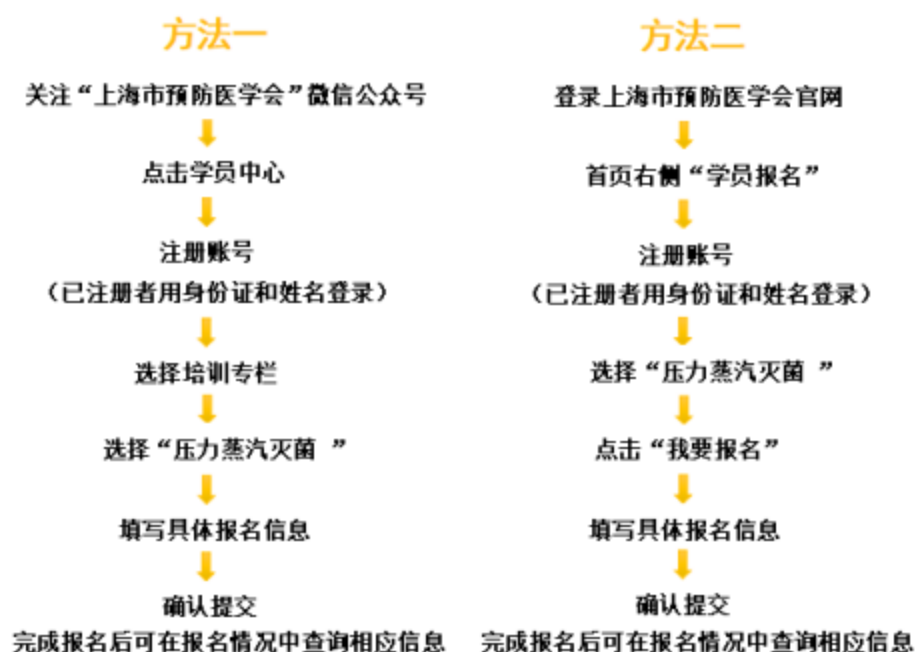 方法一
关注“上海市预防医学会”微信公众号
点击学员中心
注册账号
（已注册者用身份证和姓名登录）
选择培训专栏
选择“压力蒸汽灭菌 ”
填写具体报名信息
确认提交
完成报名后可在报名情况中查询相应信息
方法二
登录上海市预防医学会官网
首页右侧“学员报名”
注册账号
（已注册者用身份证和姓名登录）
选择“压力蒸汽灭菌 ”
点击“我要报名”
填写具体报名信息
确认提交
完成报名后可在报名情况中查询相应信息